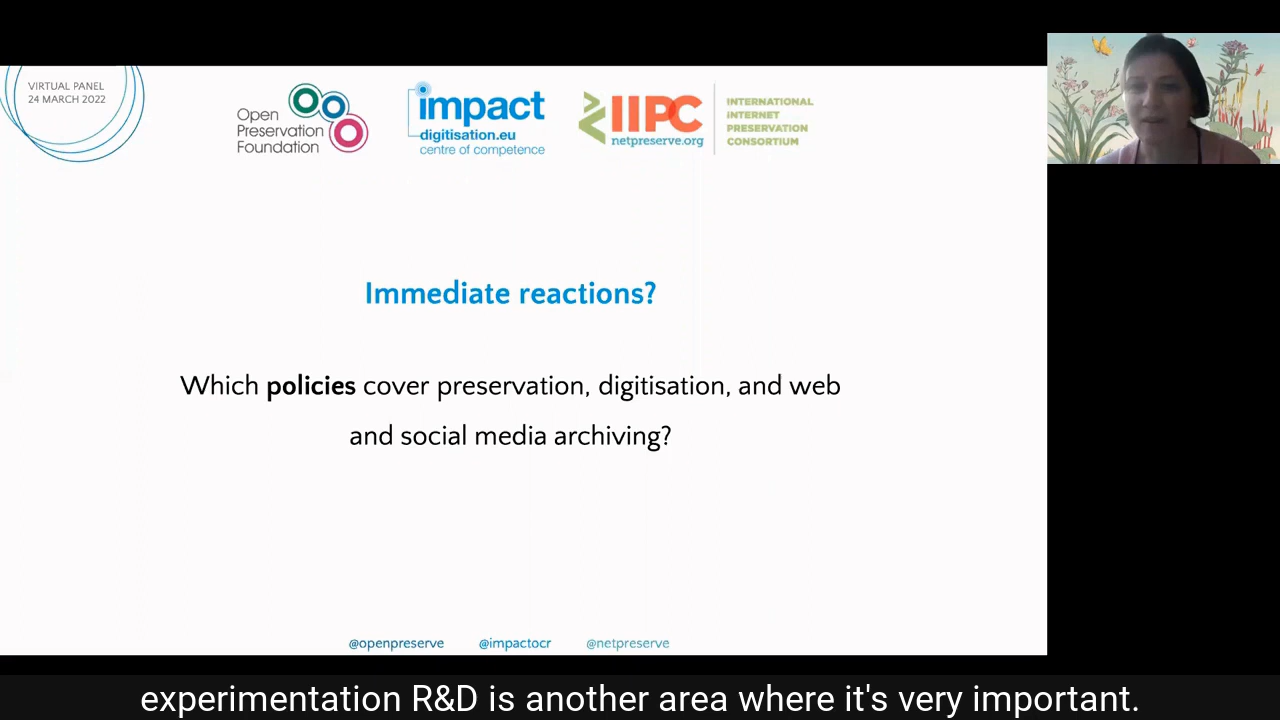 VIRTUAL PANEL
24 MARCH 2022
Open
Preservation
Foundation
impact
digitisation.eu
centre of competence
IIPC
netpreserve.org
INTERNATIONAL
INTERNET
PRESERVATION
CONSORTIUM
Immediate reactions?
Which policies cover preservation, digitisation, and web
and social media archiving?
@openpreserve @impactocr @netpreserve
experimentation R&D is another area where it's very important.